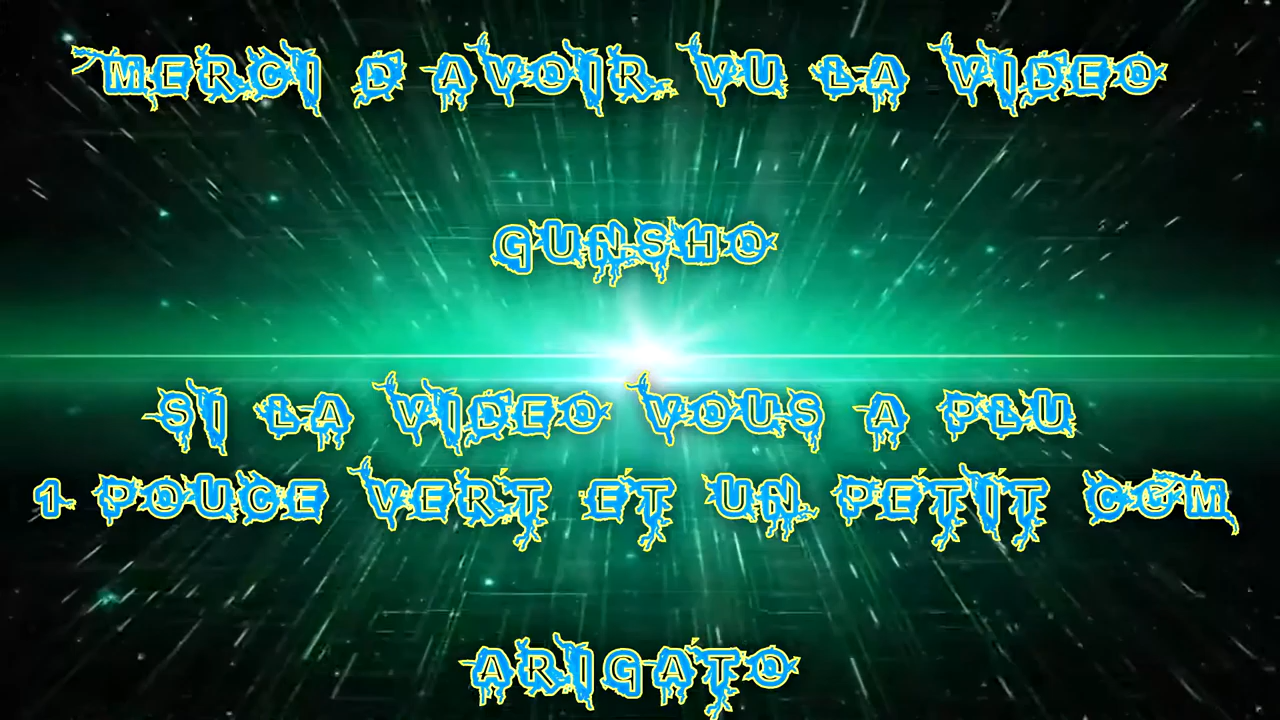 MERCI D AVOIR VU LA VIDEO
GUNSHO
SI LA VIDEO VOUS A PLU
1 POUCE VERT ET UN PETIT COM
ARIGATO